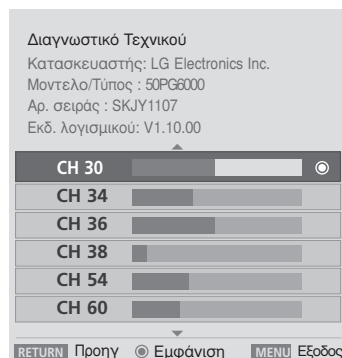 Διαγνωστικό Τεχνικού
Κατασκευαστής: LG Electronics Inc.
Μοντελο/Τύπος : 50PG6000
Αρ. σειράς : SKJY1107
Εκδ. λογισμικού: V1.10.00
CH 30
CH 34
CH 36
CH 38
CH 54
CH 60
RETURN Προηγ Εμφάνιση MENU Εξοδος